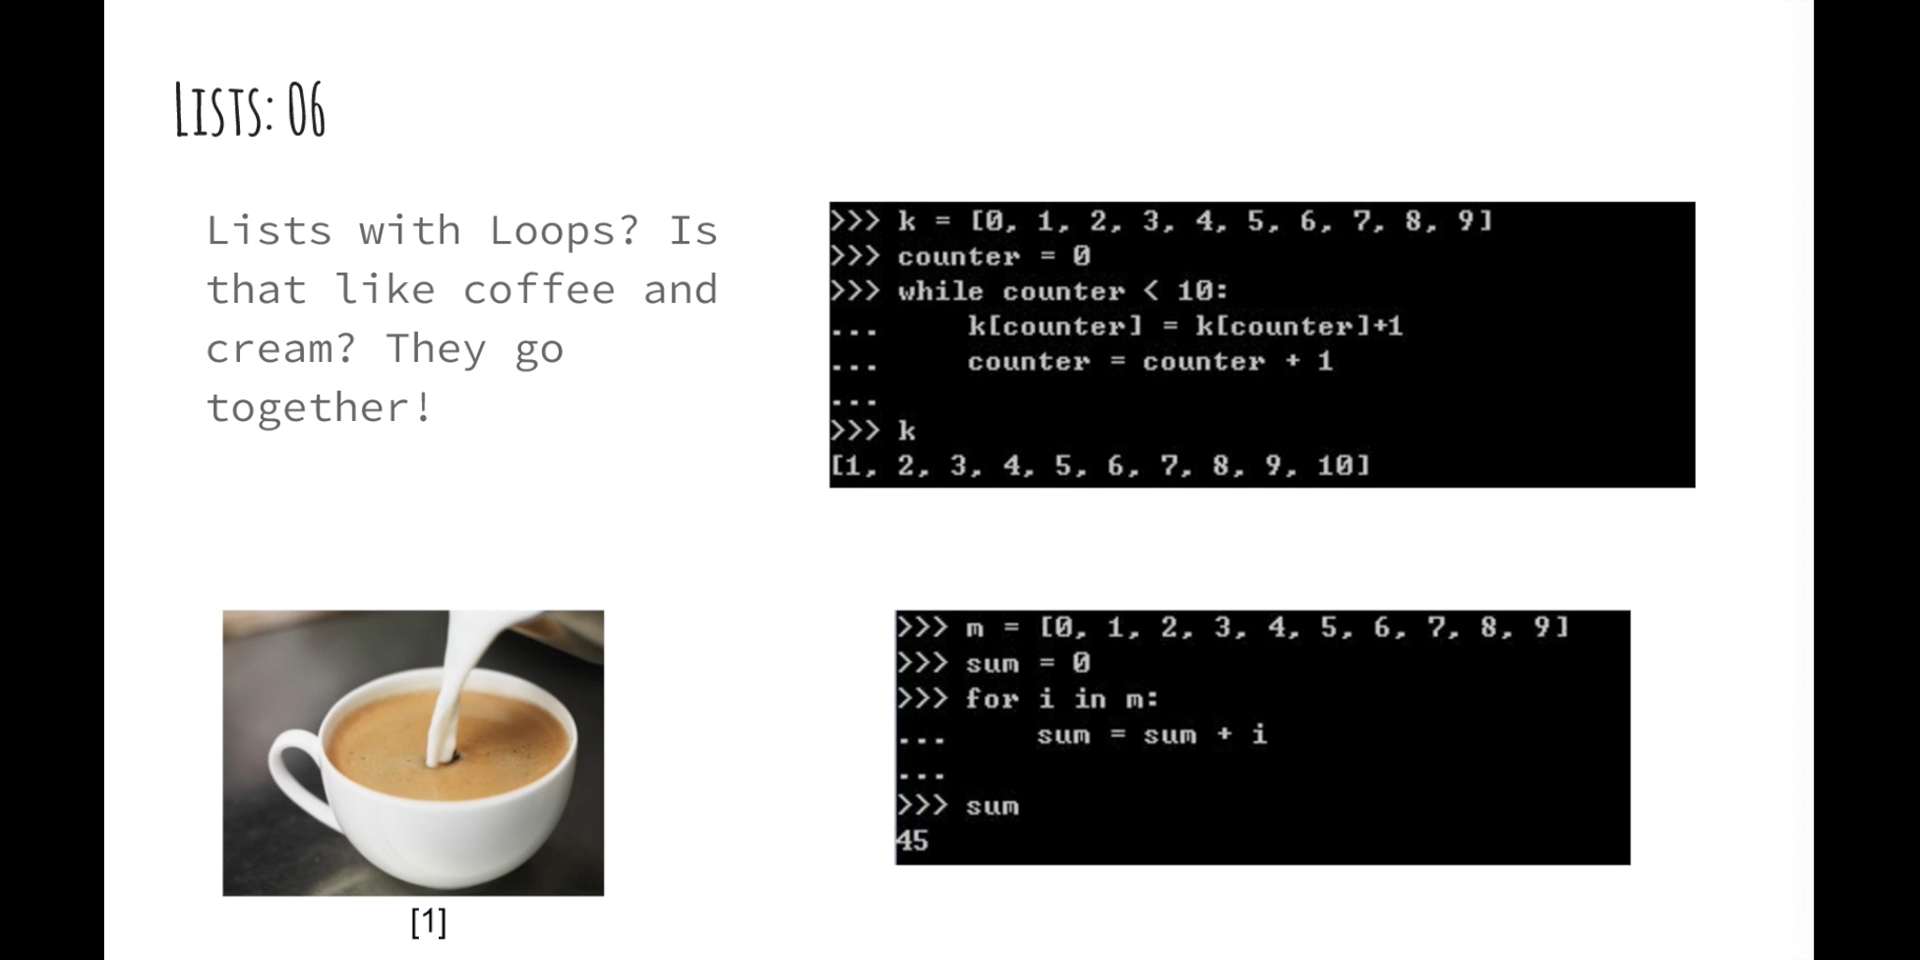 LISTS: 06
Lists with Loops? Is
that like coffee and
cream? They go
together!
>>> k = [0, 1, 2, 3, 4, 5, 6, 7, 8, 9]
>>> counter = 0
>>> while counter < 10:
...     k[counter] = k[counter]+1
...     counter = counter + 1
...
>>> k
[1, 2, 3, 4, 5, 6, 7, 8, 9, 10]
>>> m = [0, 1, 2, 3, 4, 5, 6, 7, 8, 9]
>>> sum = 0
>>> for i in m:
...     sum = sum + i
...
>>> sum
45
[1]